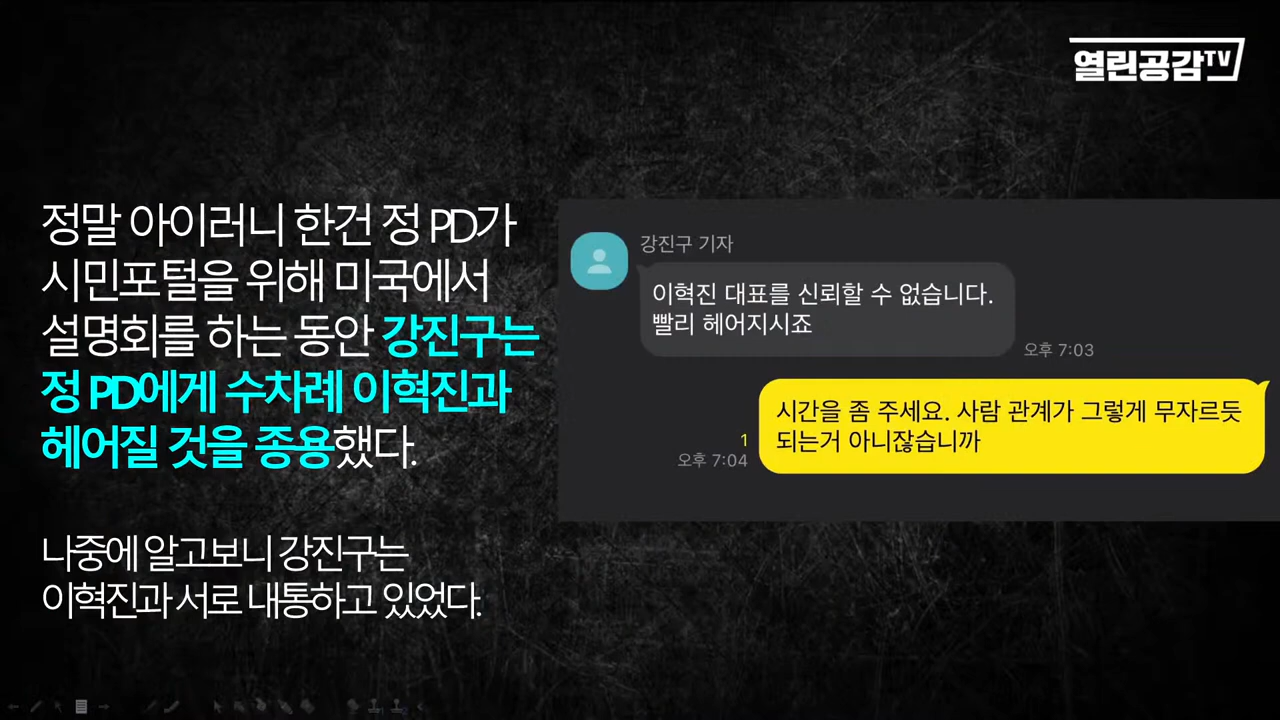 열린공감TV
정말 아이러니 한건 정 PD가
시민포털을 위해 미국에서
설명회를 하는 동안 강진구는
정 PD에게 수차례 이혁진과
헤어질 것을 종용했다.
나중에 알고보니 강진구는
이혁진과 서로 내통하고 있었다.
강진구 기자
이혁진 대표를 신뢰할 수 없습니다.
빨리 헤어지시죠
오후 7:03
시간을 좀 주세요. 사람 관계가 그렇게 무자르듯
되는거 아니잖습니까
1
오후 7:04